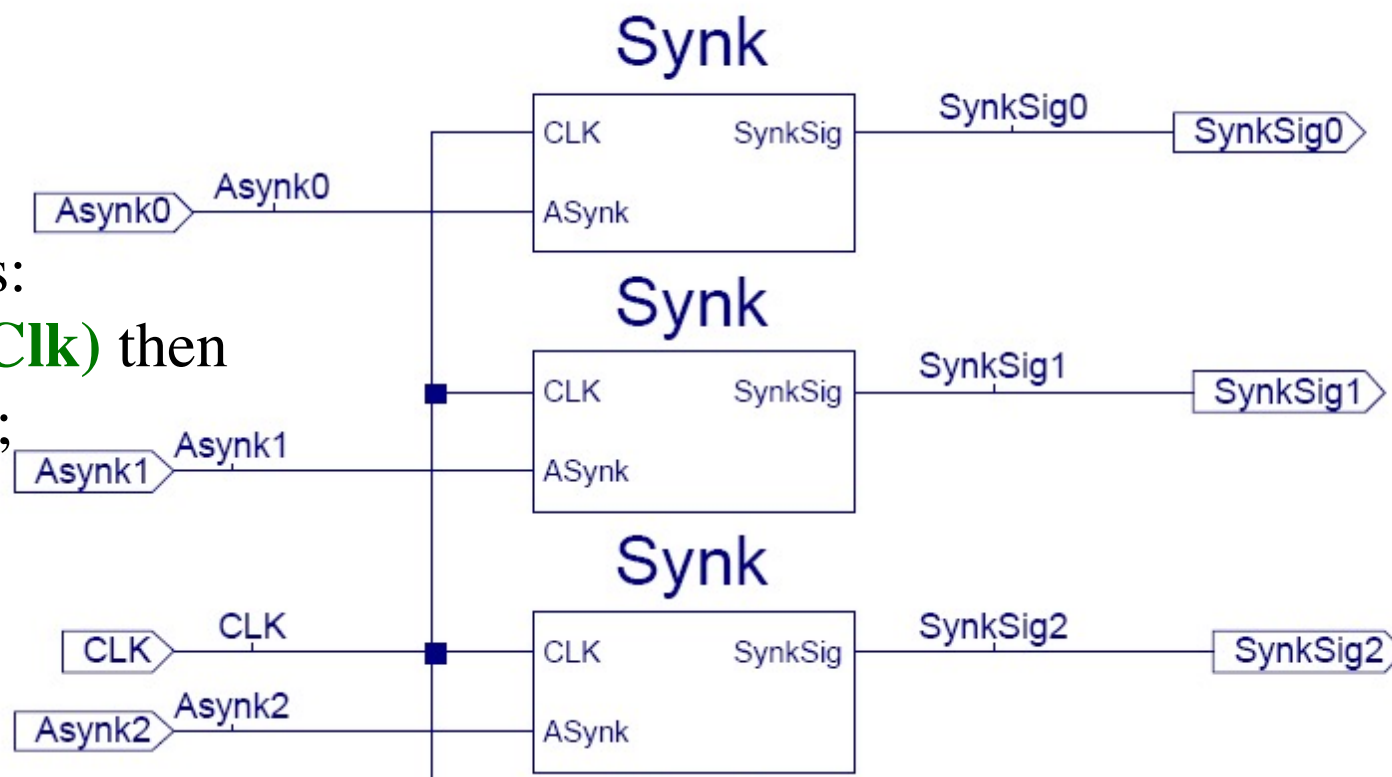 Synk
CLK SynkSig SynkSig0 SynkSig0
Asynk0 Asynk0 ASynk
s:
Synk
Clk) then
CLK SynkSig SynkSig1 SynkSig1
;
Asynk1 Asynk1 ASynk
Synk
CLK CLK CLK SynkSig SynkSig2 SynkSig2
Asynk2 Asynk2 ASynk